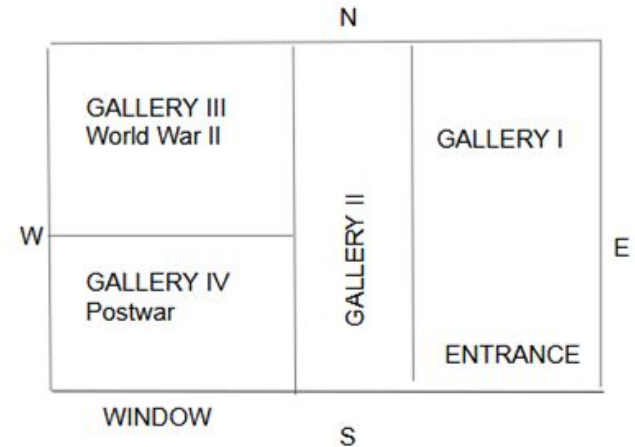 N
GALLERY III
World War II
GALLERY I
W
GALLERY II
E
GALLERY IV
Postwar
ENTRANCE
WINDOW
S